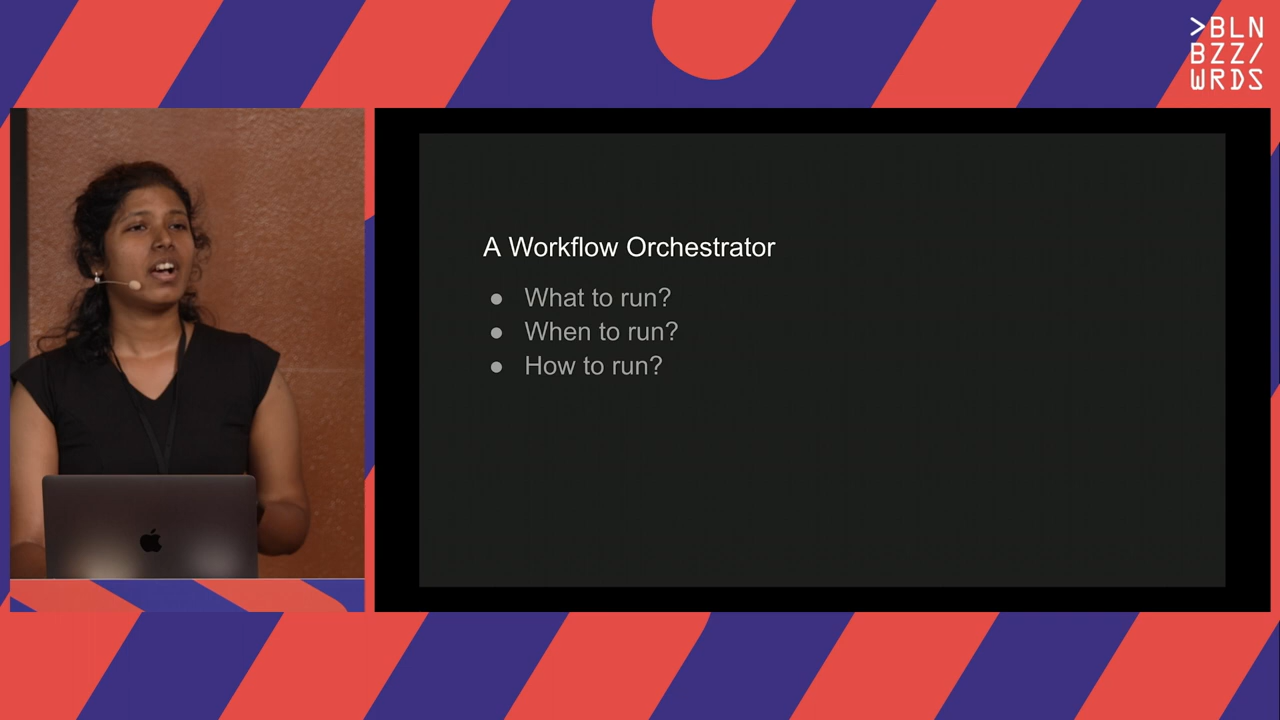 >BLN
BZZ/
WRDS
A Workflow Orchestrator
● What to run?
● When to run?
● How to run?